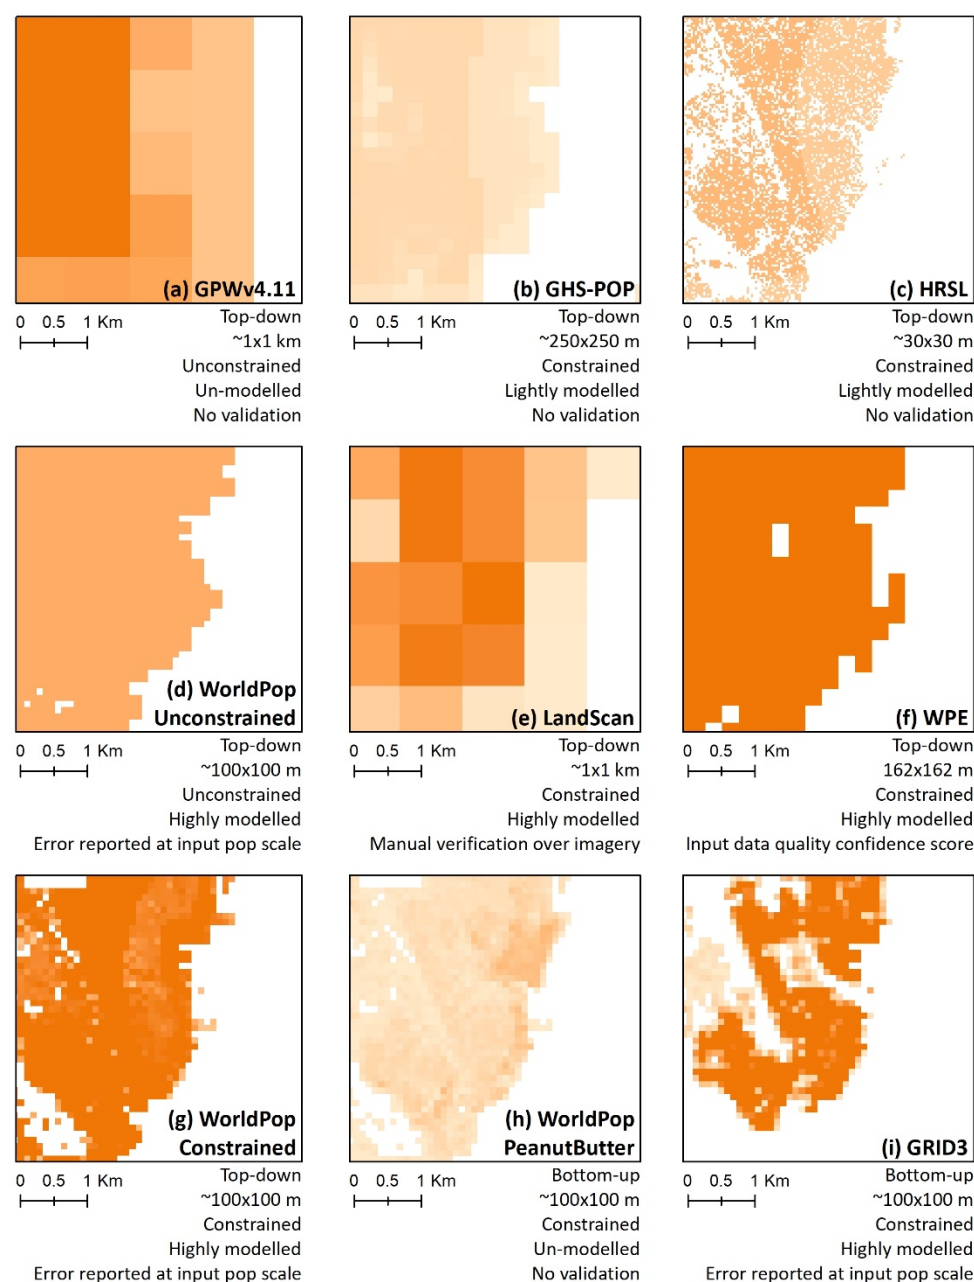 (a) GPWv4.11
0 0.5 1 Km
Top-down
~1x1 km
Unconstrained
Un-modelled
No validation
(b) GHS-POP
0 0.5 1 Km
Top-down
~250x250 m
Constrained
Lightly modelled
No validation
(c) HRSL
0 0.5 1 Km
Top-down
~30x30 m
Constrained
Lightly modelled
No validation
(d) WorldPop
Unconstrained
0 0.5 1 Km
Top-down
~100x100 m
Unconstrained
Highly modelled
Error reported at input pop scale
(e) LandScan
0 0.5 1 Km
Top-down
~1x1 km
Constrained
Highly modelled
Manual verification over imagery
(f) WPE
0 0.5 1 Km
Top-down
162x162 m
Constrained
Highly modelled
Input data quality confidence score
(g) WorldPop
Constrained
0 0.5 1 Km
Top-down
~100x100 m
Constrained
Highly modelled
Error reported at input pop scale
(h) WorldPop
PeanutButter
0 0.5 1 Km
Bottom-up
~100x100 m
Constrained
Un-modelled
No validation
(i) GRID3
0 0.5 1 Km
Bottom-up
~100x100 m
Constrained
Highly modelled
Error reported at input pop scale